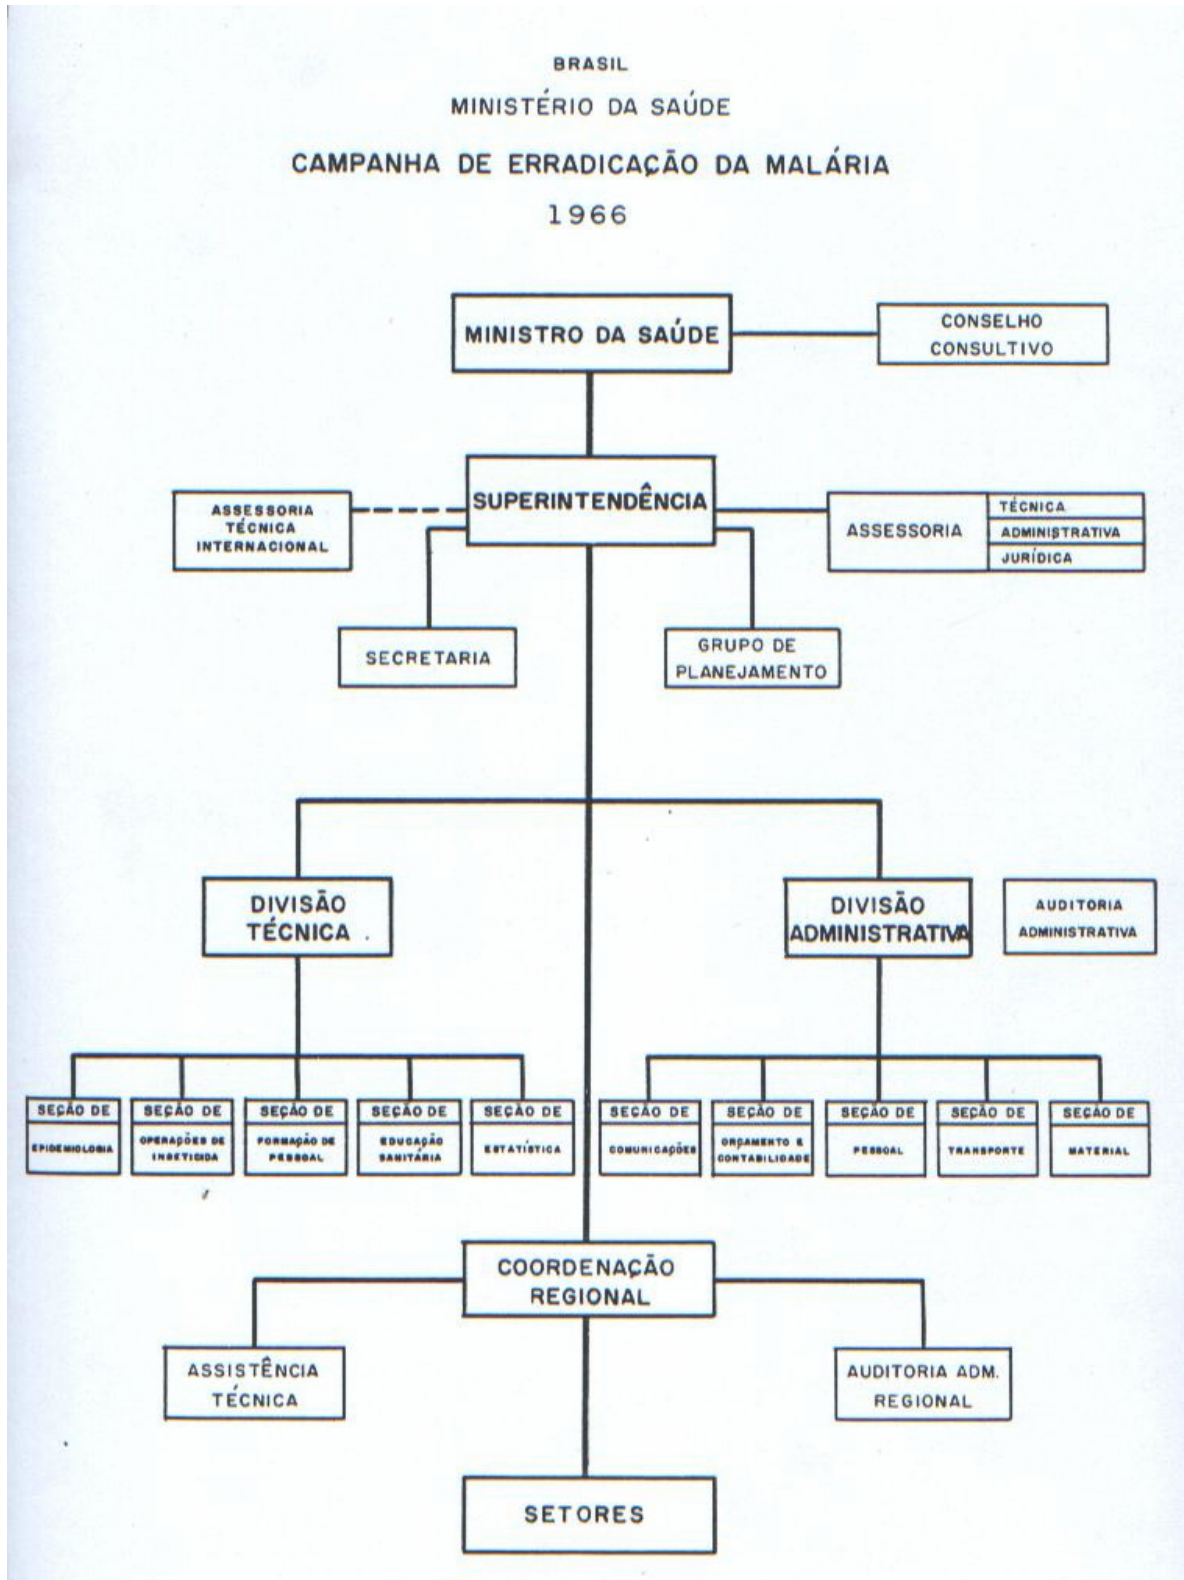 BRASIL
MINISTÉRIO DA SAÚDE
CAMPANHA DE ERRADICAÇÃO DA MALÁRIA
1966
MINISTRO DA SAÚDE
CONSELHO
CONSULTIVO
SUPERINTENDÊNCIA
ASSESSORIA
TÉCNICA
INTERNACIONAL
ASSESSORIA
TÉCNICA
ADMINISTRATIVA
JURÍDICA
SECRETARIA
GRUPO DE
PLANEJAMENTO
DIVISÃO
TÉCNICA
DIVISÃO
ADMINISTRATIVA
AUDITORIA
ADMINISTRATIVA
SEÇÃO DE
EPIDEMIOLOGIA
SEÇÃO DE
OPERAÇÕES DE
INSETICIDA
SEÇÃO DE
FORMAÇÃO DE
PESSOAL
SEÇÃO DE
EDUCAÇÃO
SANITÁRIA
SEÇÃO DE
ESTATÍSTICA
SEÇÃO DE
COMUNICAÇÕES
SEÇÃO DE
ORÇAMENTO E
CONTABILIDADE
SEÇÃO DE
PESSOAL
SEÇÃO DE
TRANSPORTE
SEÇÃO DE
MATERIAL
COORDENAÇÃO
REGIONAL
ASSISTÊNCIA
TÉCNICA
AUDITORIA ADM.
REGIONAL
SETORES